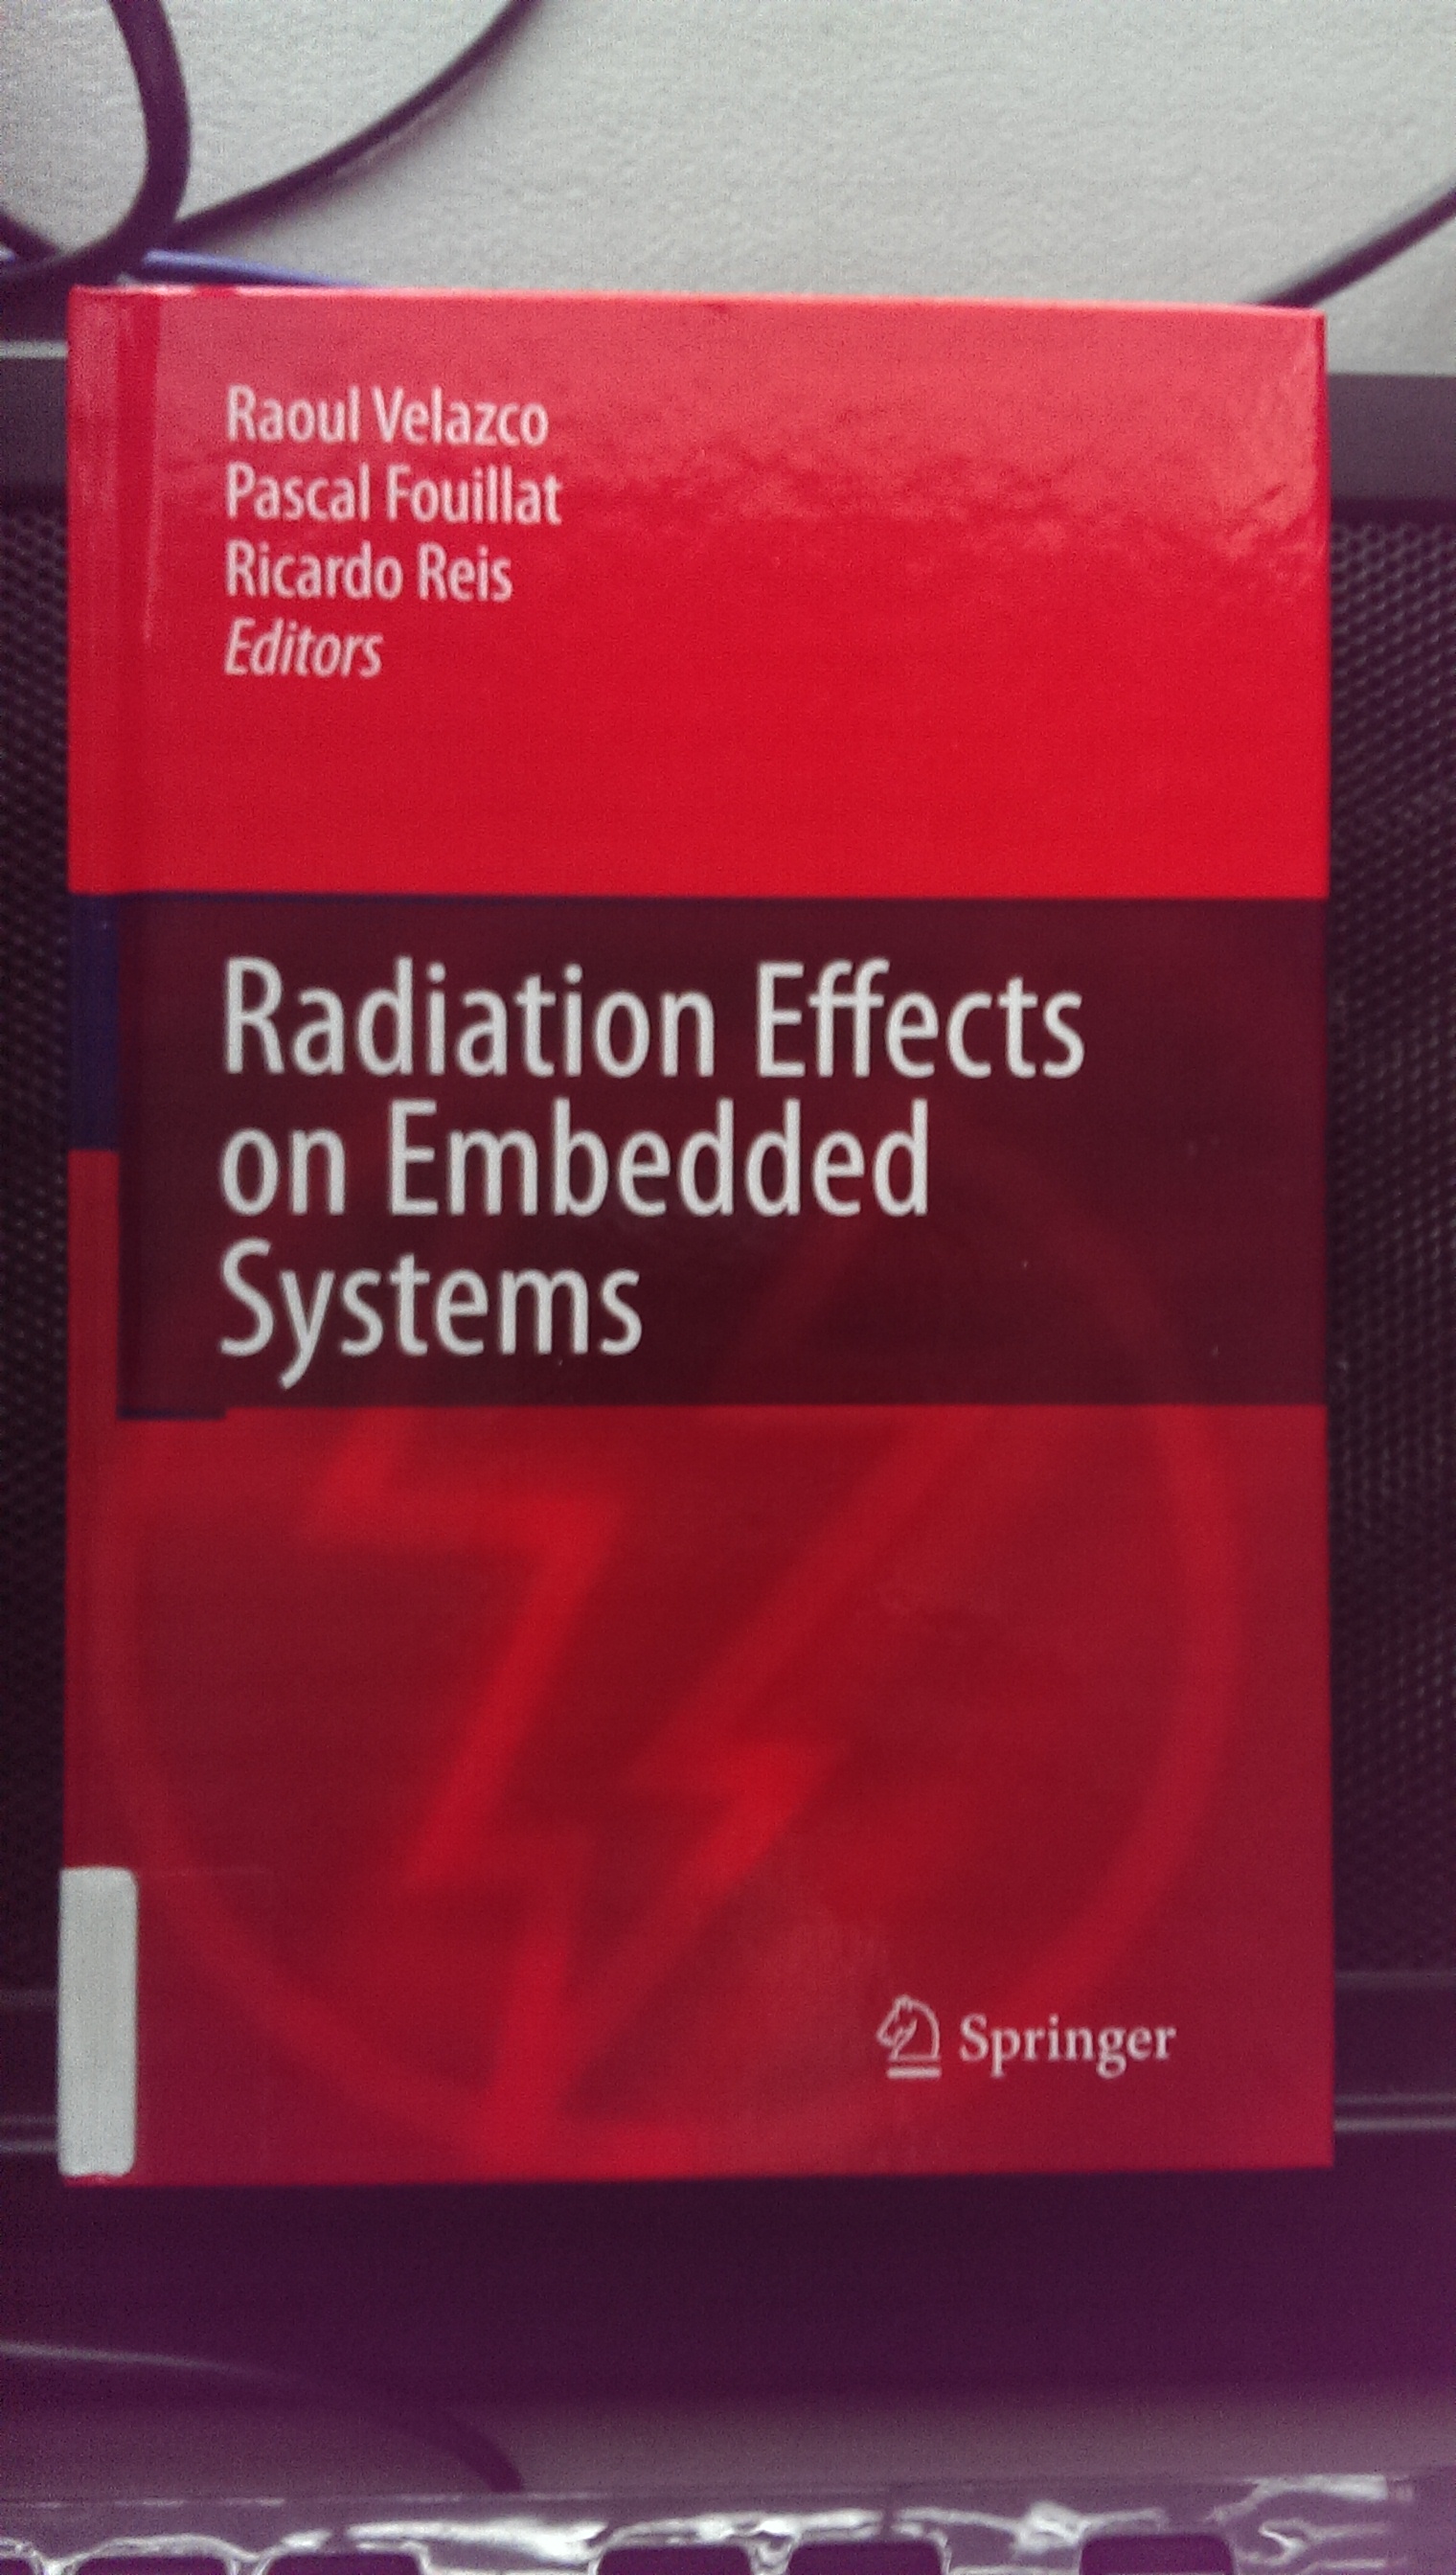 Raoul Velazco
Pascal Fouillat
Ricardo Reis
Editors
Radiation Effects
on Embedded
Systems
Springer